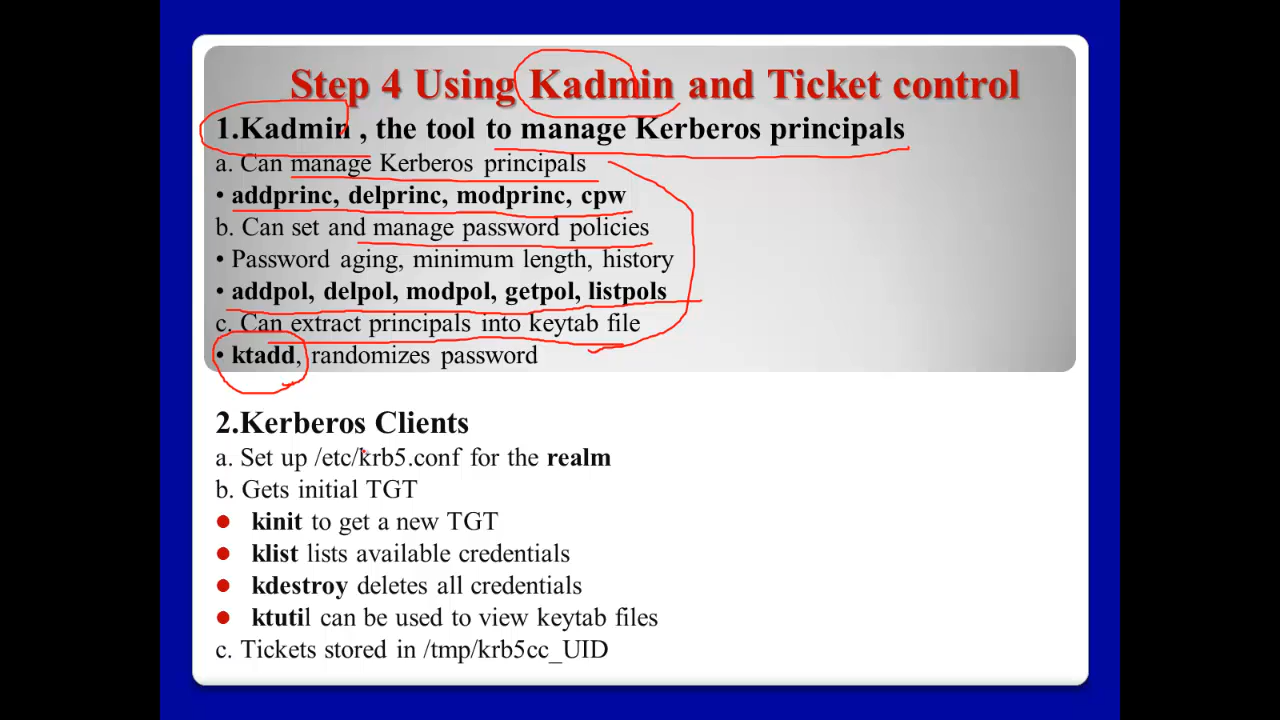 Step 4 Using Kadmin and Ticket control
1.Kadmin , the tool to manage Kerberos principals
a. Can manage Kerberos principals
• addprinc, delprinc, modprinc, cpw
b. Can set and manage password policies
• Password aging, minimum length, history
• addpol, delpol, modpol, getpol, listpols
c. Can extract principals into keytab file
• ktadd, randomizes password
2.Kerberos Clients
a. Set up /etc/krb5.conf for the realm
b. Gets initial TGT
● kinit to get a new TGT
● klist lists available credentials
● kdestroy deletes all credentials
● ktutil can be used to view keytab files
c. Tickets stored in /tmp/krb5cc_UID